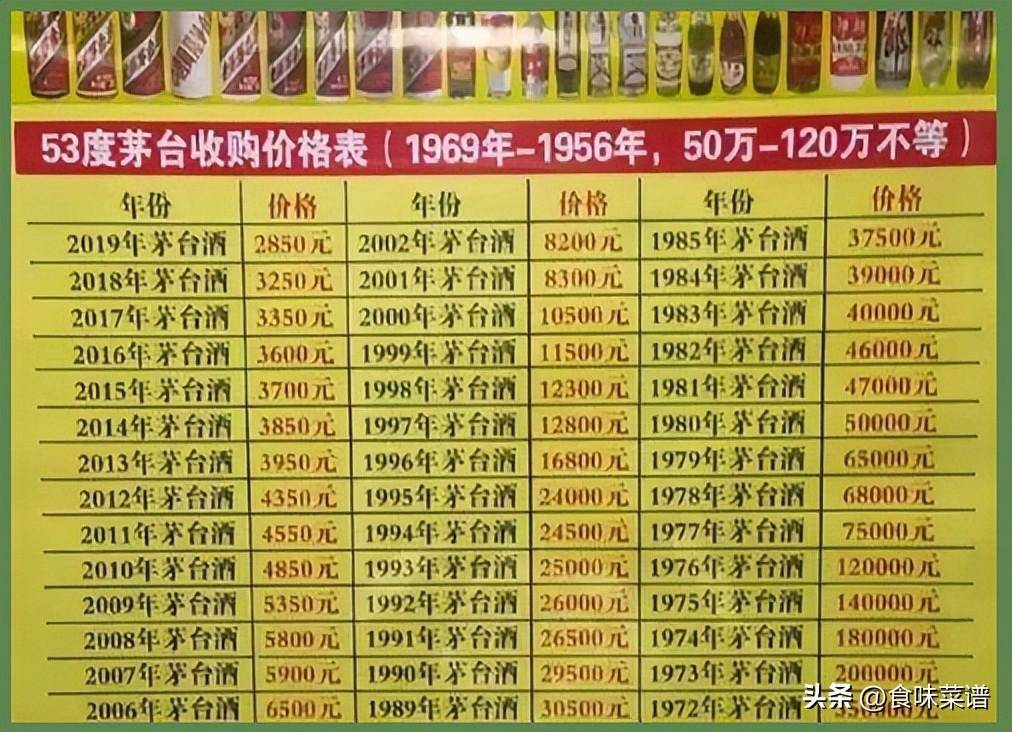 53度茅台收购价格表（1969年-1956年，50万-120万不等）
年份 价格 年份 价格 年份 价格
2019年茅台酒 2850元 2002年茅台酒 8200元 1985年茅台酒 37500元
2018年茅台酒 3250元 2001年茅台酒 8300元 1984年茅台酒 39000元
2017年茅台酒 3350元 2000年茅台酒 10500元 1983年茅台酒 40000元
2016年茅台酒 3600元 1999年茅台酒 11500元 1982年茅台酒 46000元
2015年茅台酒 3700元 1998年茅台酒 12300元 1981年茅台酒 47000元
2014年茅台酒 3850元 1997年茅台酒 12800元 1980年茅台酒 50000元
2013年茅台酒 3950元 1996年茅台酒 16800元 1979年茅台酒 65000元
2012年茅台酒 4350元 1995年茅台酒 24000元 1978年茅台酒 68000元
2011年茅台酒 4550元 1994年茅台酒 24500元 1977年茅台酒 75000元
2010年茅台酒 4850元 1993年茅台酒 25000元 1976年茅台酒 120000元
2009年茅台酒 5350元 1992年茅台酒 26000元 1975年茅台酒 140000元
2008年茅台酒 5800元 1991年茅台酒 26500元 1974年茅台酒 180000元
2007年茅台酒 5900元 1990年茅台酒 29500元 1973年茅台酒 200000元
2006年茅台酒 6500元 1989年茅台酒 30500元 1972年茅台酒
头条 @食味菜谱